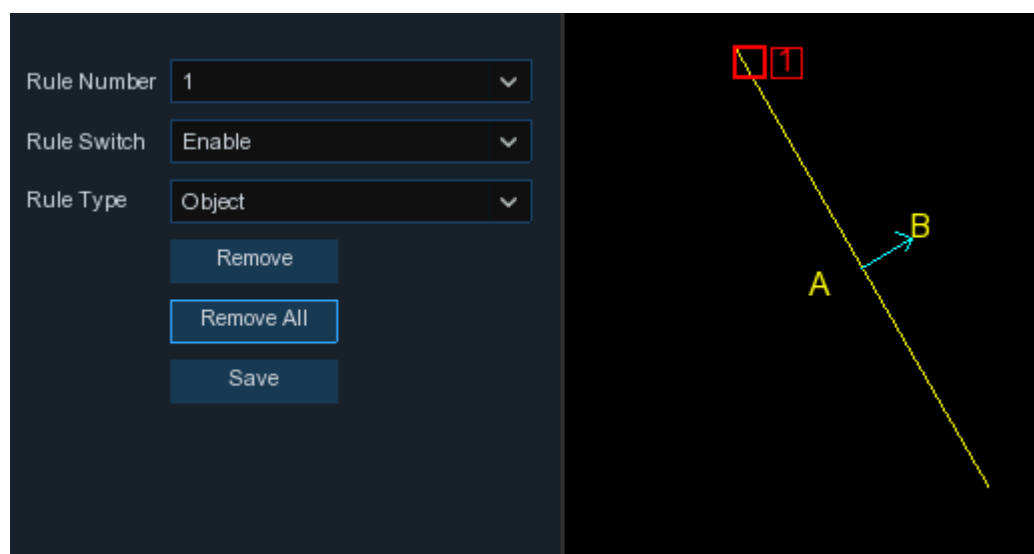 Rule Number 1
Rule Switch Enable
Rule Type Object
Remove
Remove All
Save
1
B
A